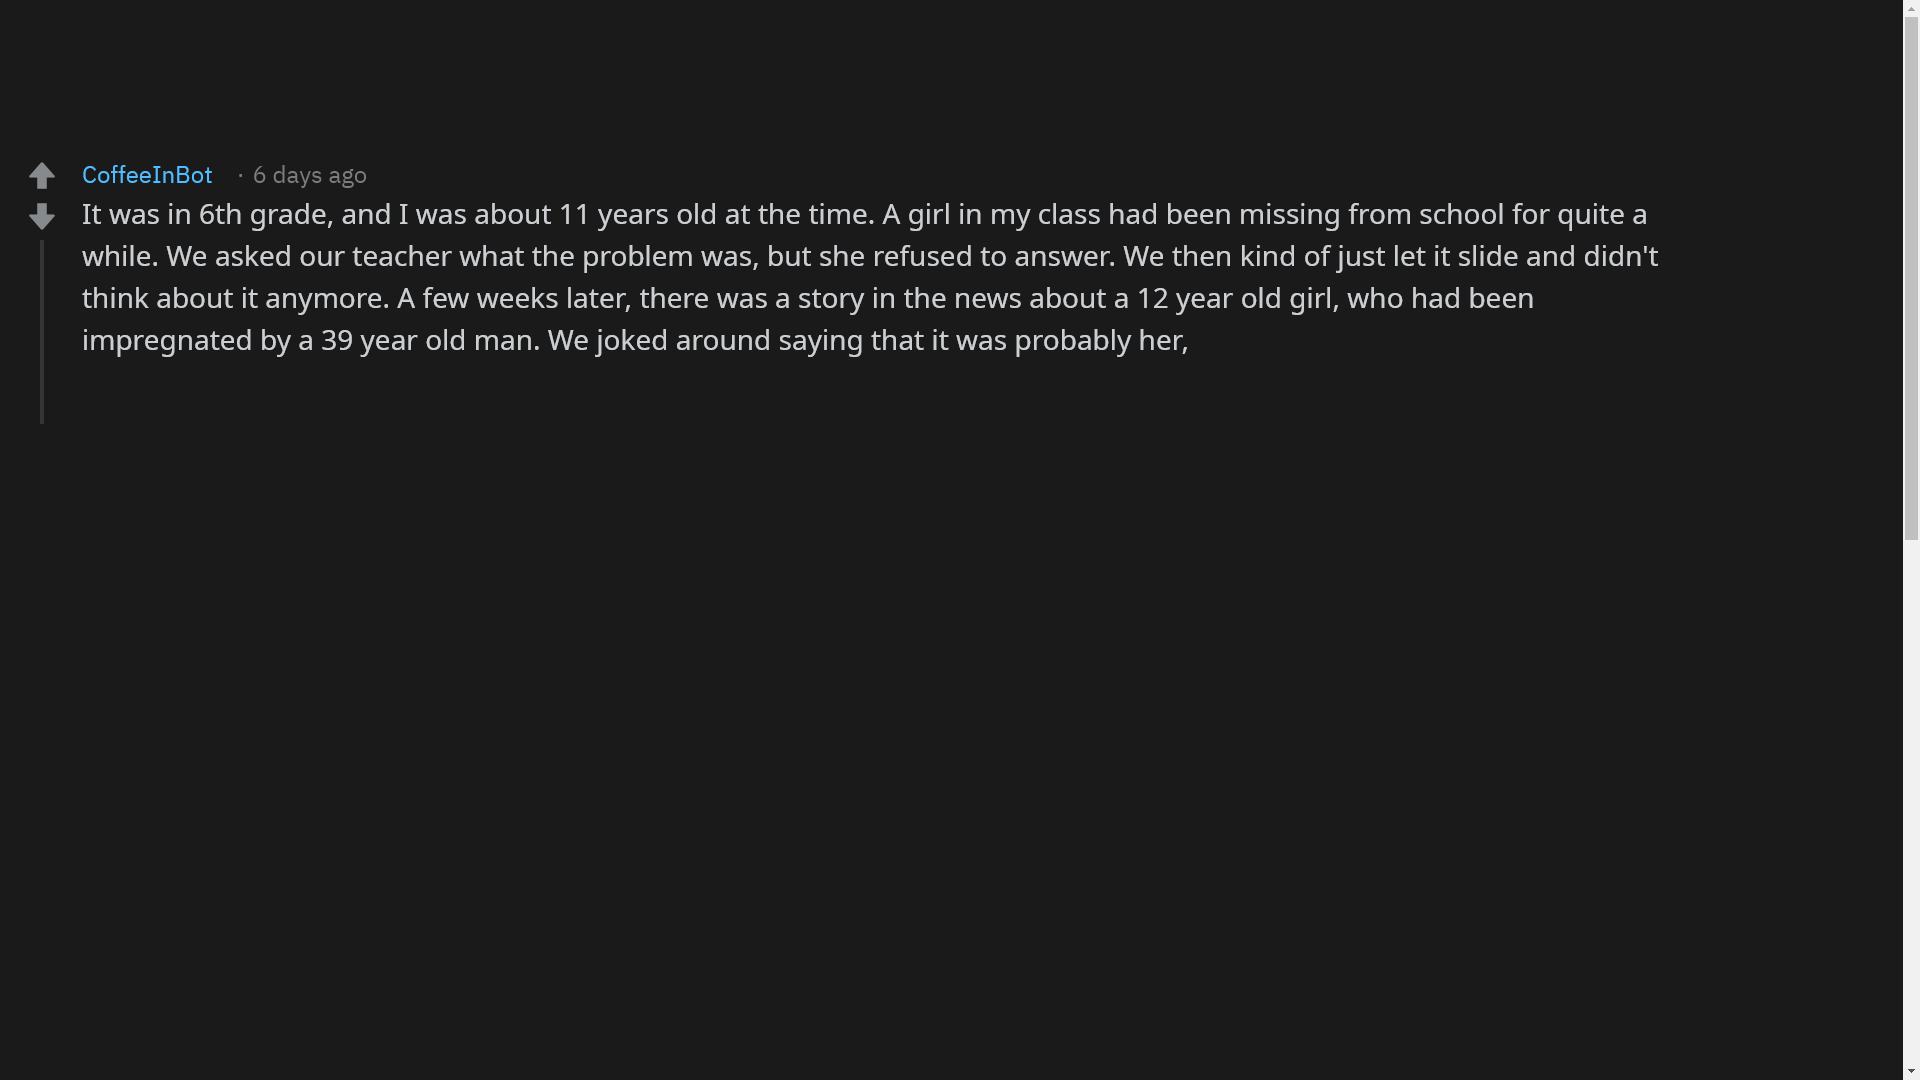 CoffeeInBot · 6 days ago
It was in 6th grade, and I was about 11 years old at the time. A girl in my class had been missing from school for quite a
while. We asked our teacher what the problem was, but she refused to answer. We then kind of just let it slide and didn't
think about it anymore. A few weeks later, there was a story in the news about a 12 year old girl, who had been
impregnated by a 39 year old man. We joked around saying that it was probably her,